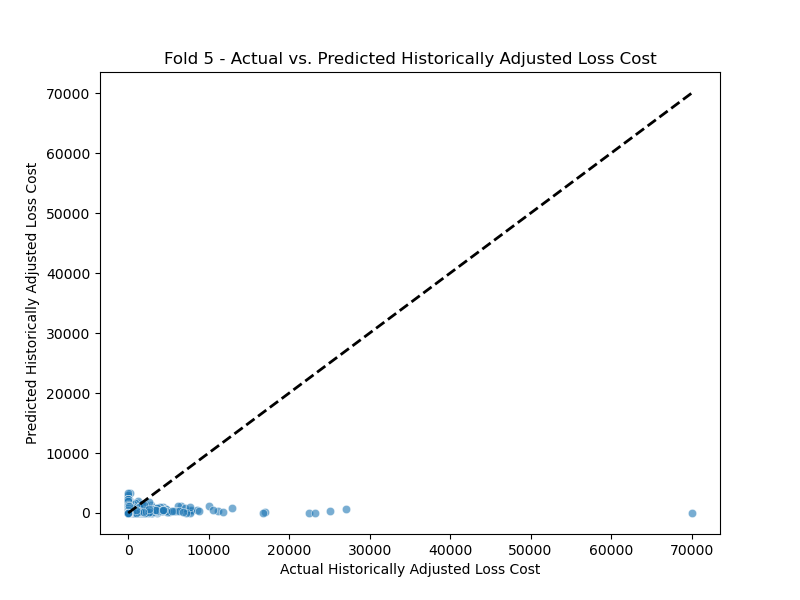 Fold 5 - Actual vs. Predicted Historically Adjusted Loss Cost
Predicted Historically Adjusted Loss Cost
70000
60000
50000
40000
30000
20000
10000
0
0 10000 20000 30000 40000 50000 60000 70000
Actual Historically Adjusted Loss Cost